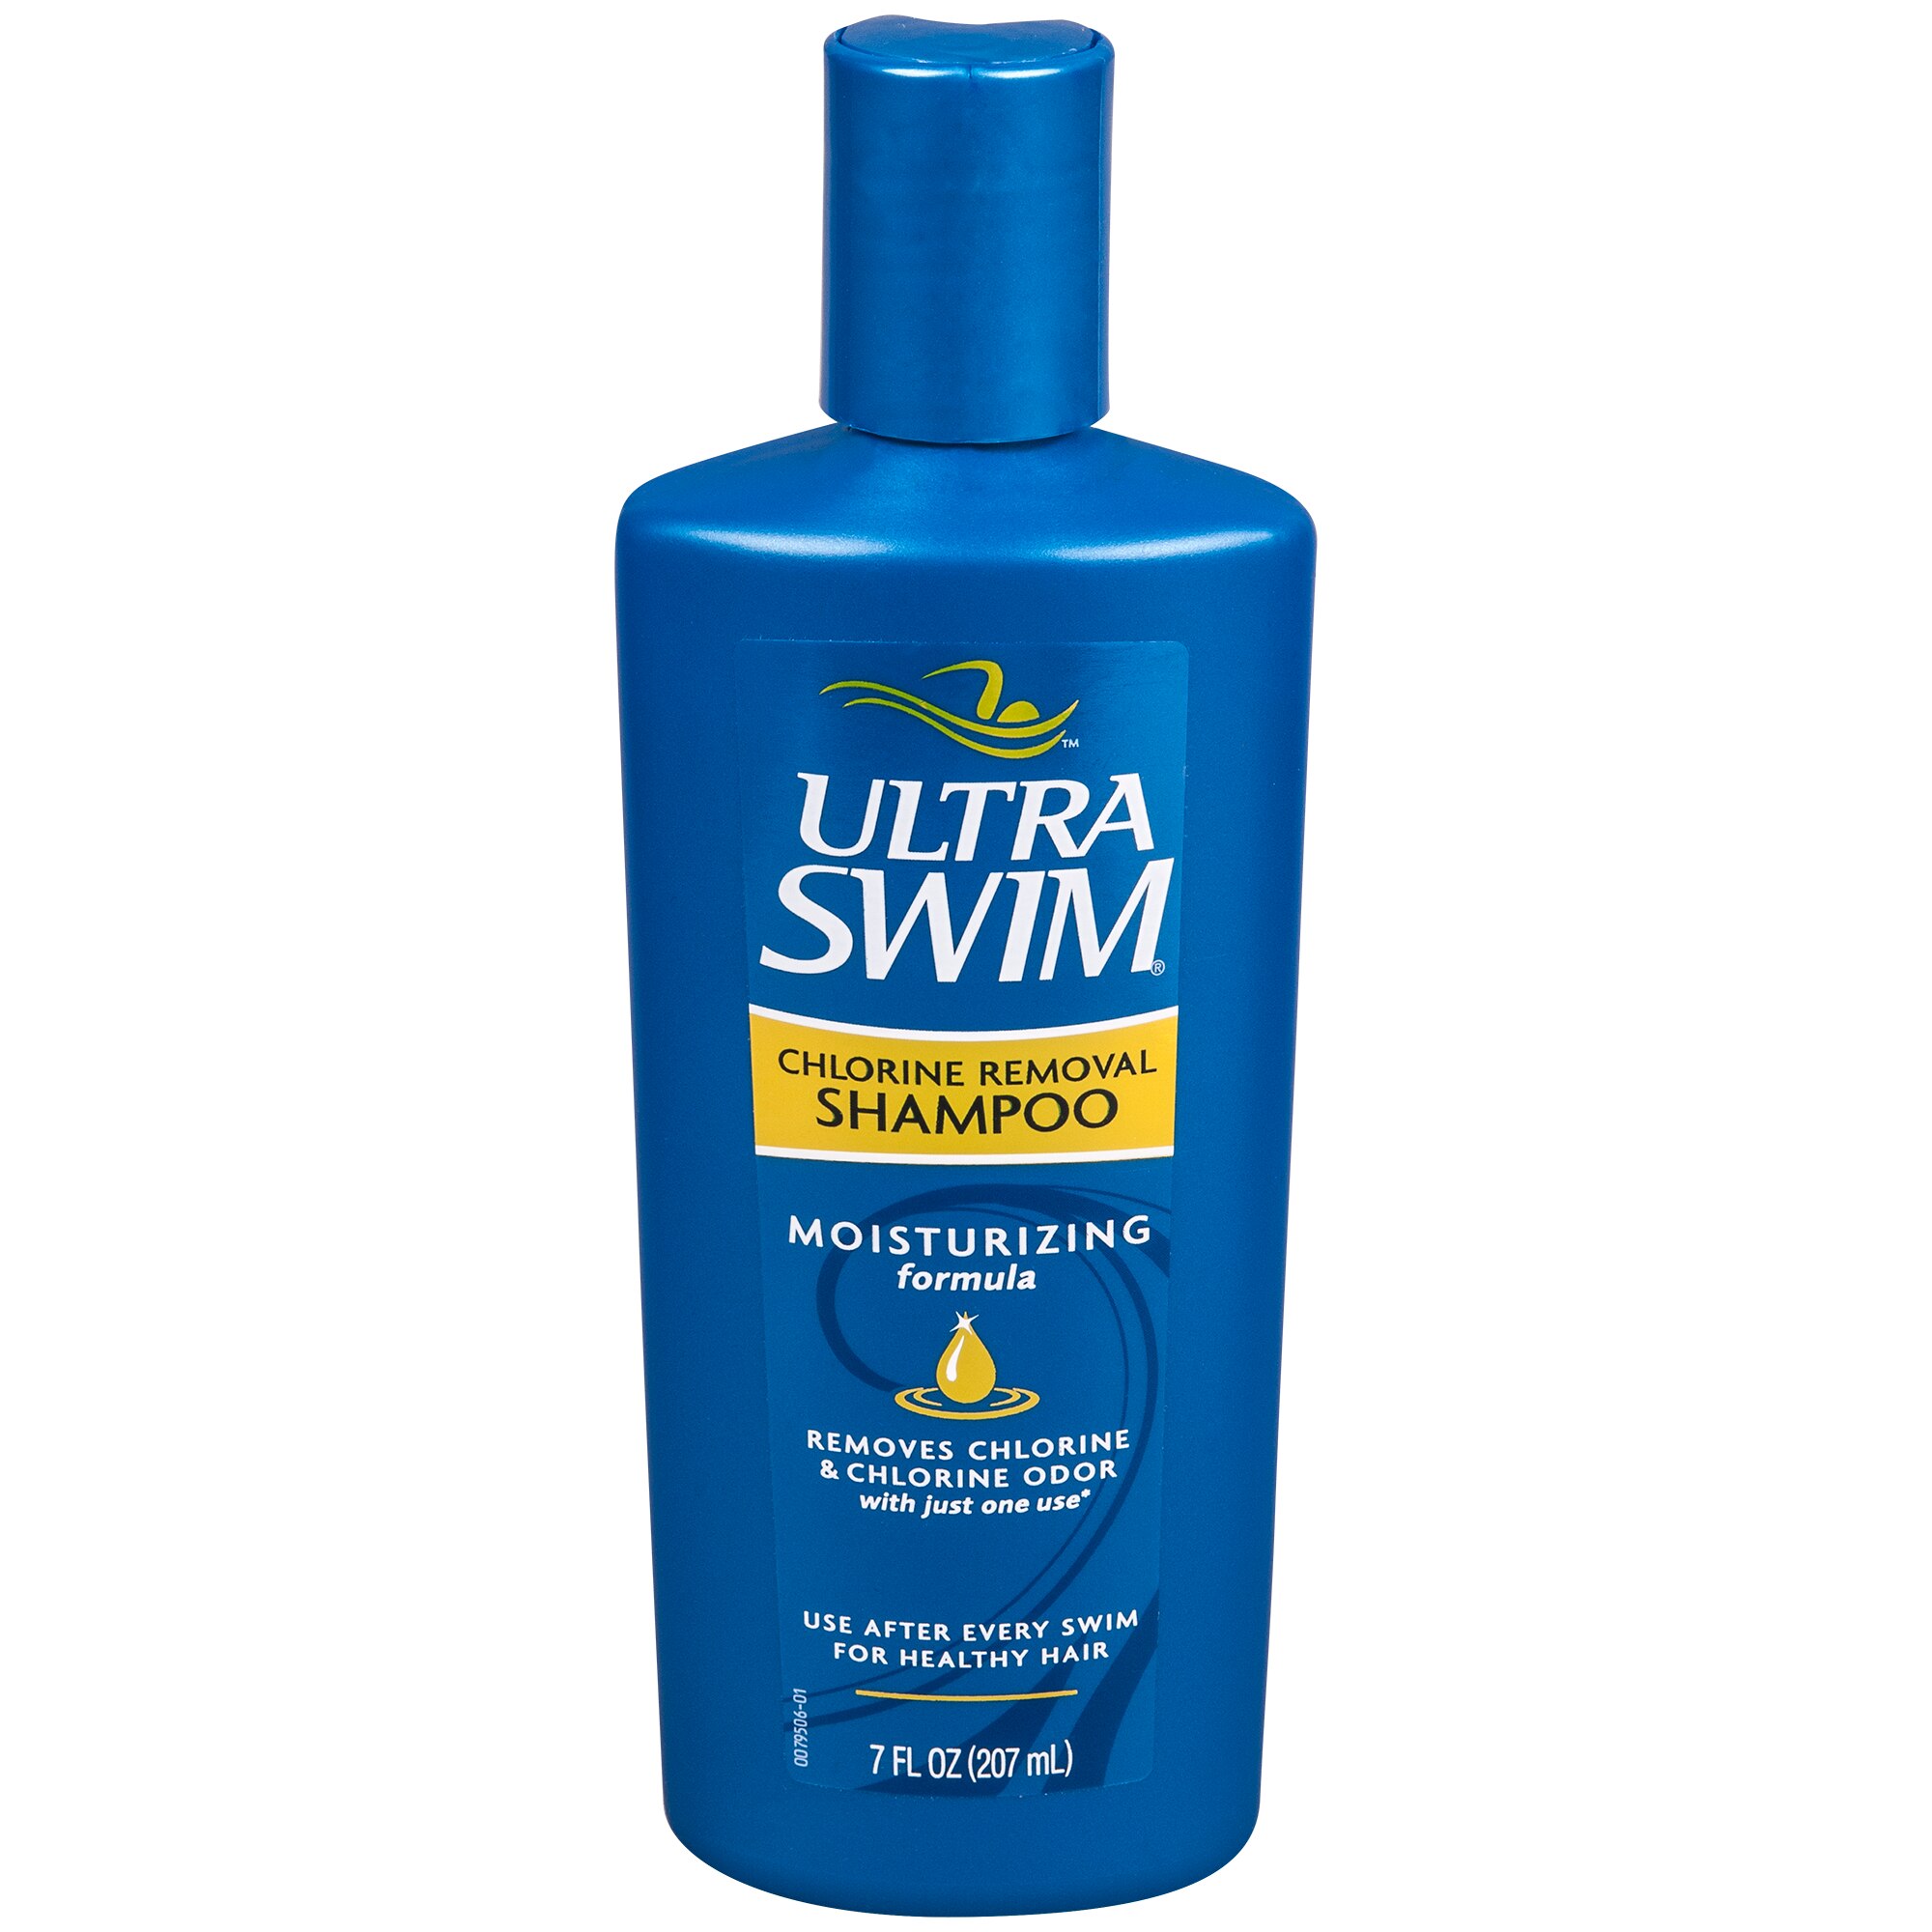 ™
ULTRA
SWIM®
CHLORINE REMOVAL
SHAMPOO
MOISTURIZING
formula
REMOVES CHLORINE
& CHLORINE ODOR
with just one use*
USE AFTER EVERY SWIM
FOR HEALTHY HAIR
0079506-01
7 FL OZ (207 mL)